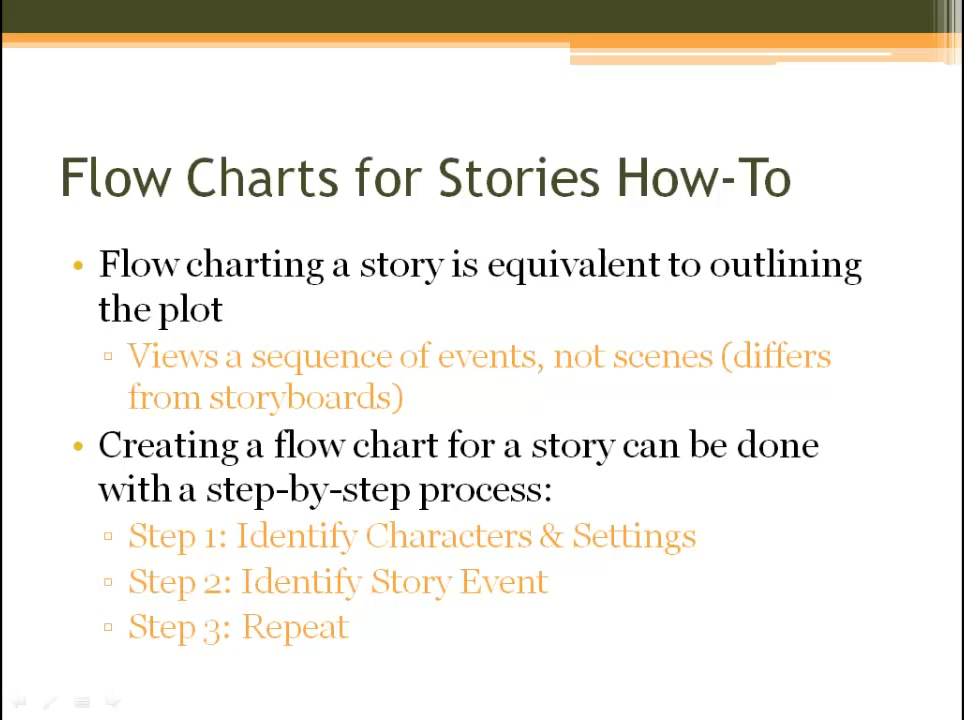 Flow Charts for Stories How-To
• Flow charting a story is equivalent to outlining
the plot
▫ Views a sequence of events, not scenes (differs
from storyboards)
• Creating a flow chart for a story can be done
with a step-by-step process:
▫ Step 1: Identify Characters & Settings
▫ Step 2: Identify Story Event
▫ Step 3: Repeat